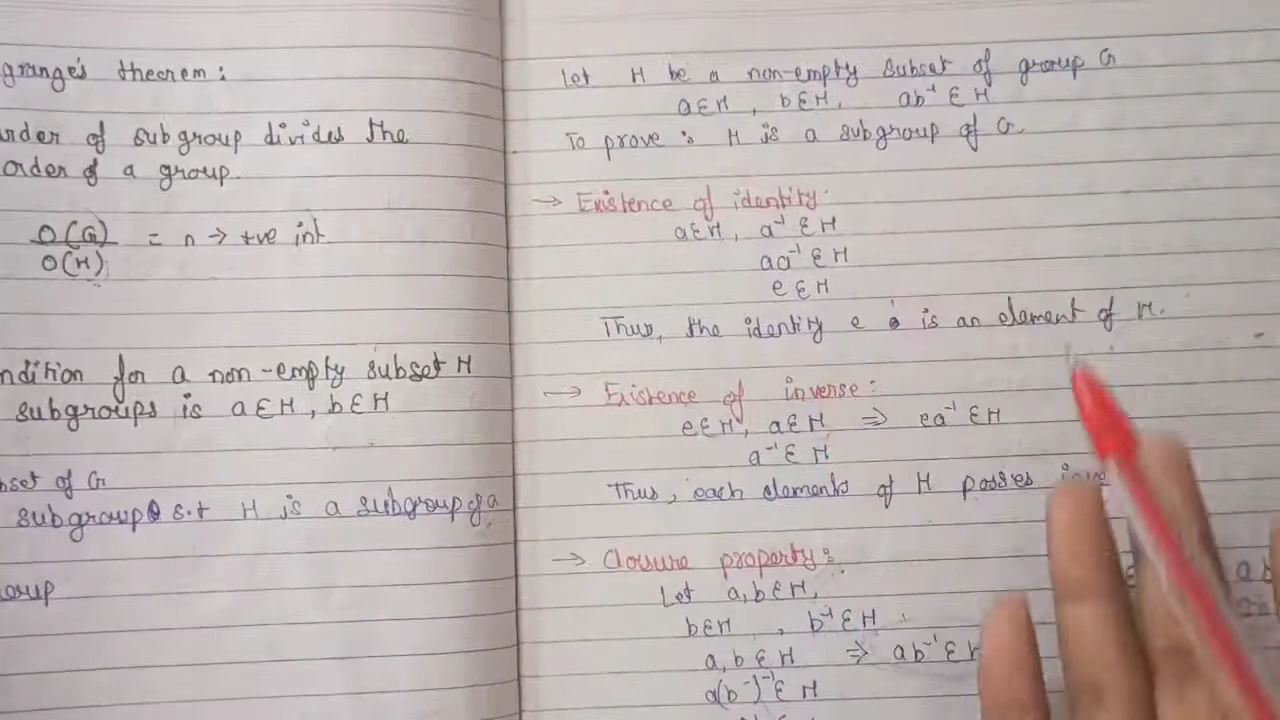 grange's theorem :
order of subgroup divides the
order of a group.
O(G) = n → +ve int
O(H)
ndition for a non-empty subset H
subgroups is a∈H, b∈H
bset of G
subgroup s.t H is a subgroup of G
oup
Let H be a non-empty subset of group G
a∈H , b∈H, ab⁻¹ ∈ H
To prove : H is a subgroup of G.
→ Existence of identity.
a∈H, a⁻¹ ∈ H
aa⁻¹ ∈ H
e ∈ H
Thus, the identity e is an element of H.
→ Existence of inverse :
e∈H, a∈H ⇒ ea⁻¹ ∈ H
a⁻¹ ∈ H
Thus, each elements of H posses inve
→ Closure property :
Let a,b∈H,
b∈H , b⁻¹ ∈ H
a,b ∈ H ⇒ ab⁻¹ ∈ H
a(b⁻¹)⁻¹ ∈ H